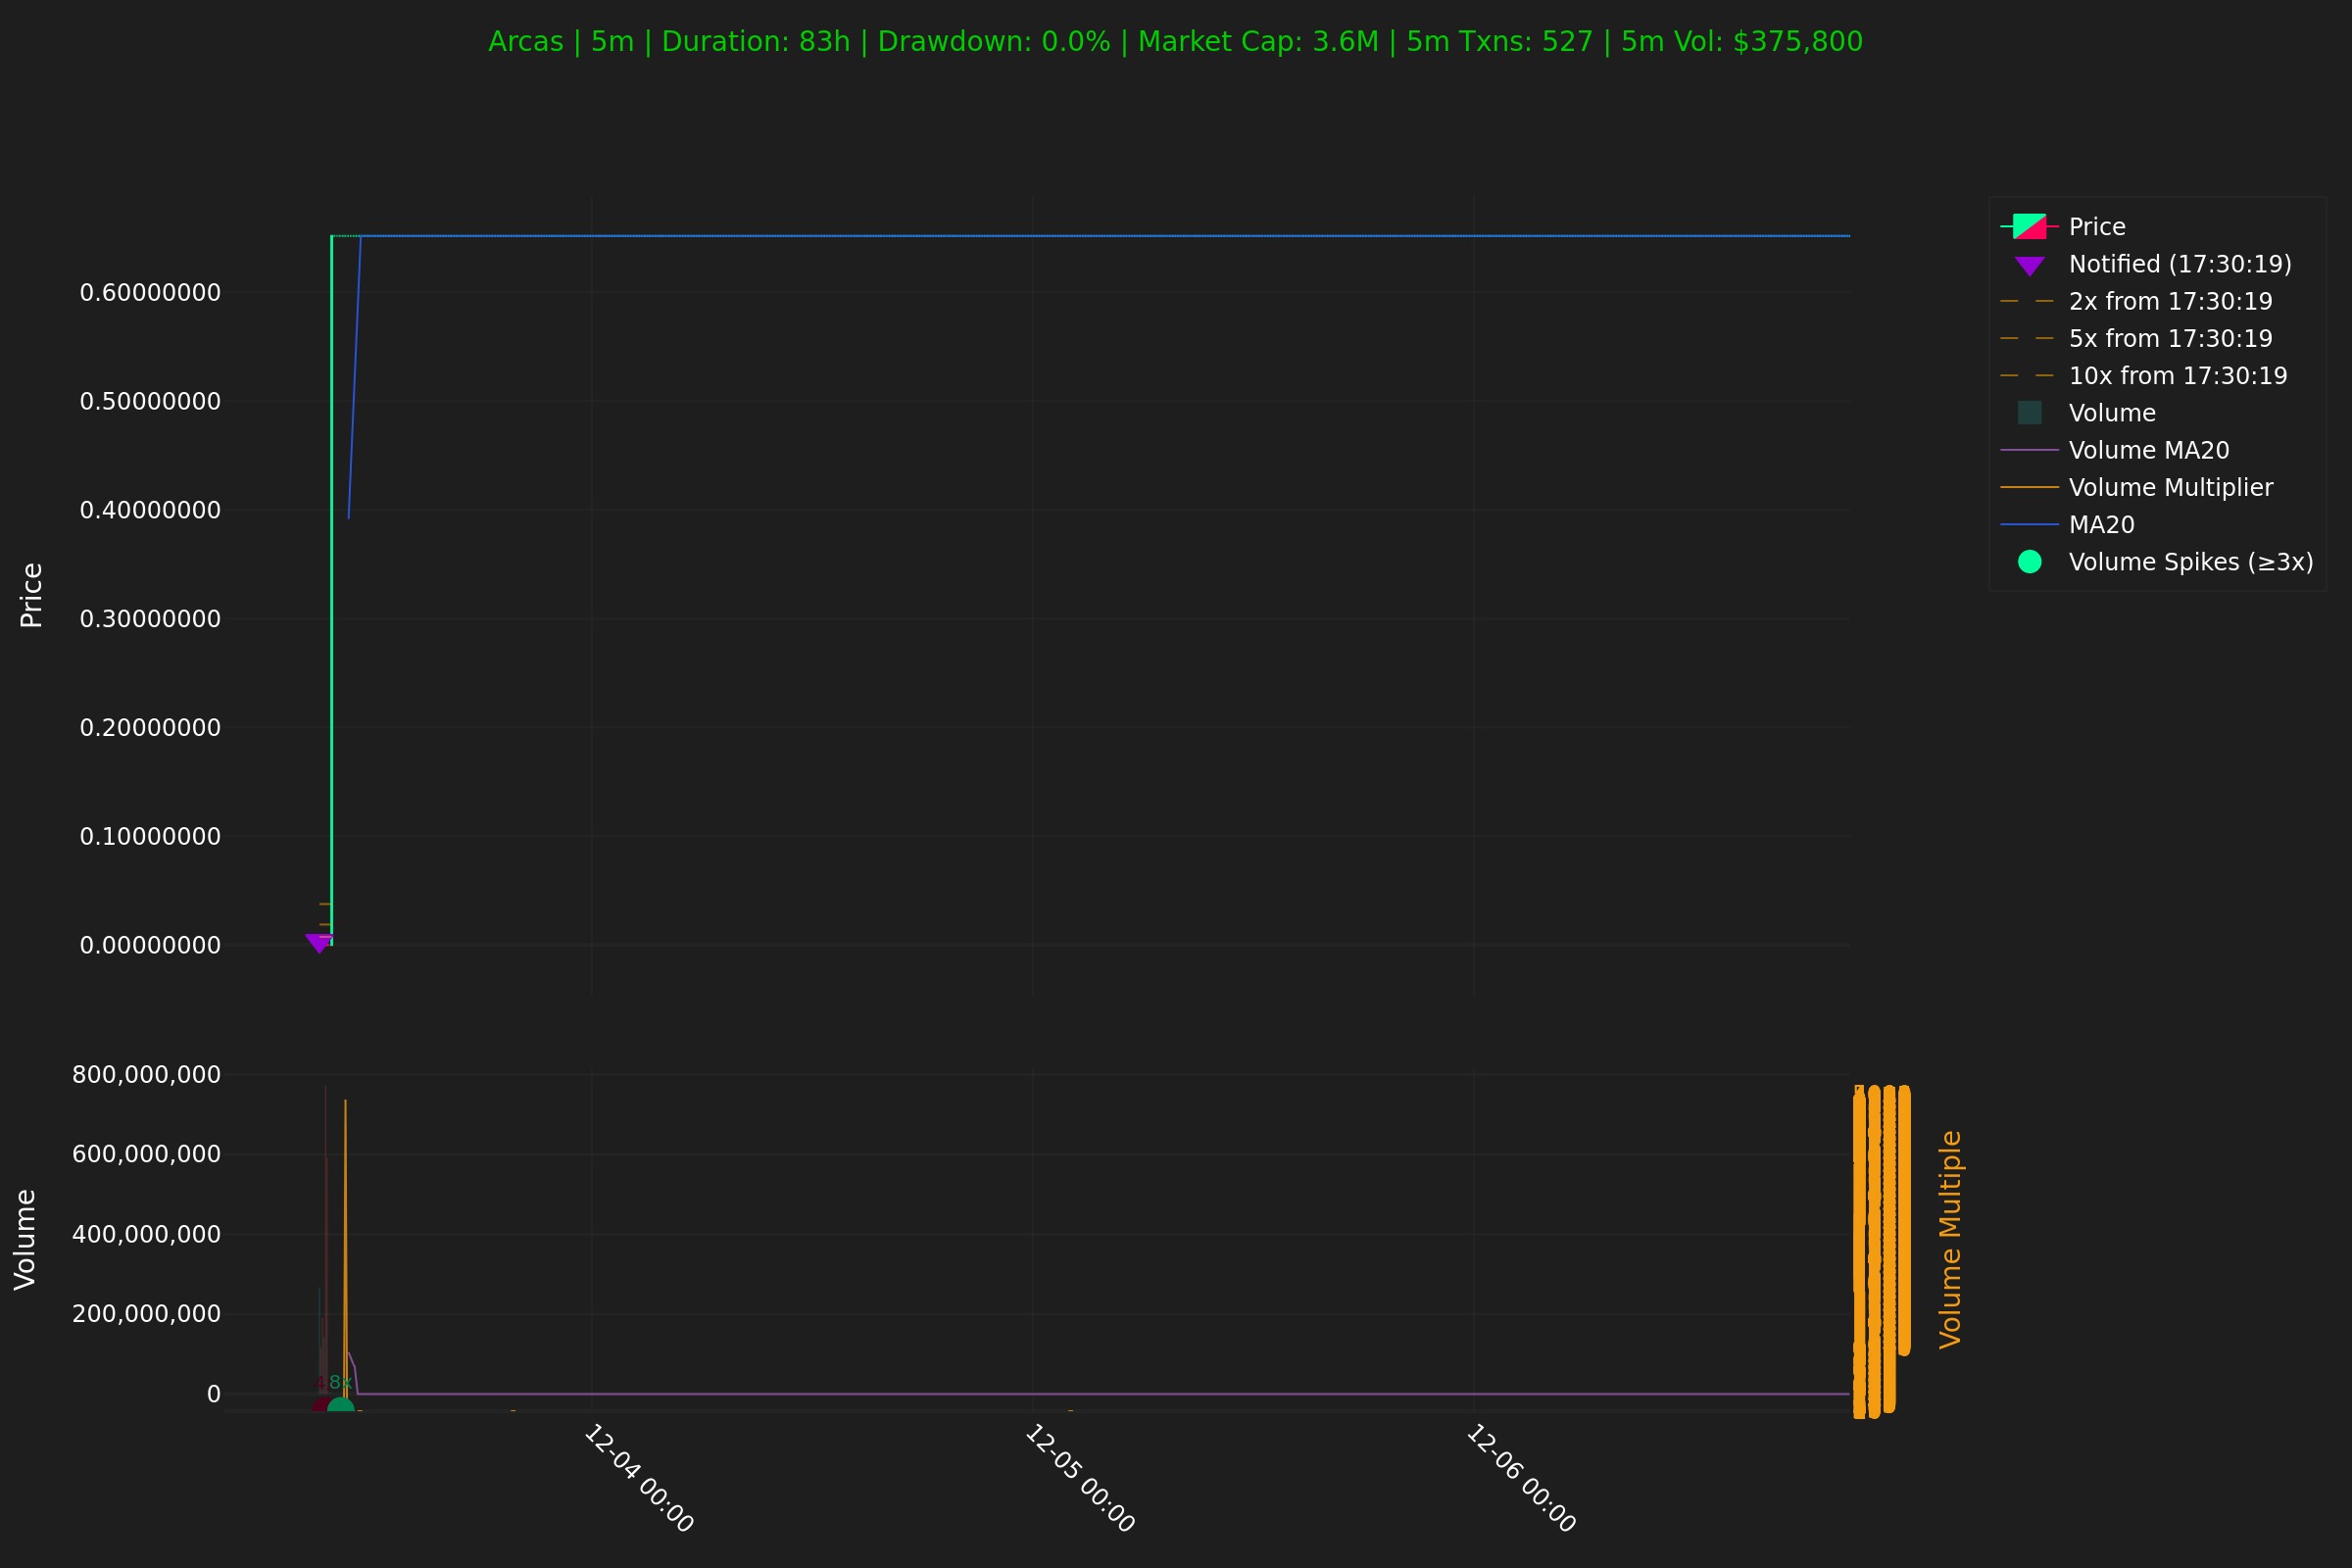 Arcas | 5m | Duration: 83h | Drawdown: 0.0% | Market Cap: 3.6M | 5m Txns: 527 | 5m Vol: $375,800
Price
0.60000000
0.50000000
0.40000000
0.30000000
0.20000000
0.10000000
0.00000000
Price
Notified (17:30:19)
2x from 17:30:19
5x from 17:30:19
10x from 17:30:19
Volume
Volume MA20
Volume Multiplier
MA20
Volume Spikes (≥3x)
Volume
800,000,000
600,000,000
400,000,000
200,000,000
0
8x
Volume Multiple
12-04 00:00
12-05 00:00
12-06 00:00